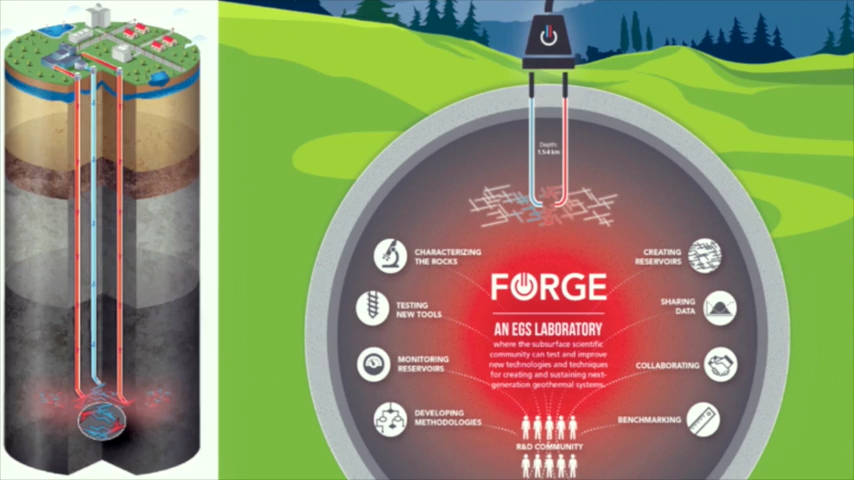 Depth:
1.5-4 km
CHARACTERIZING
THE ROCKS
TESTING
NEW TOOLS
MONITORING
RESERVOIRS
DEVELOPING
METHODOLOGIES
FORGE
AN EGS LABORATORY
where the subsurface scientific
community can test and improve
new technologies and techniques
for creating and sustaining next-
generation geothermal systems.
CREATING
RESERVOIRS
SHARING
DATA
COLLABORATING
BENCHMARKING
R&D COMMUNITY